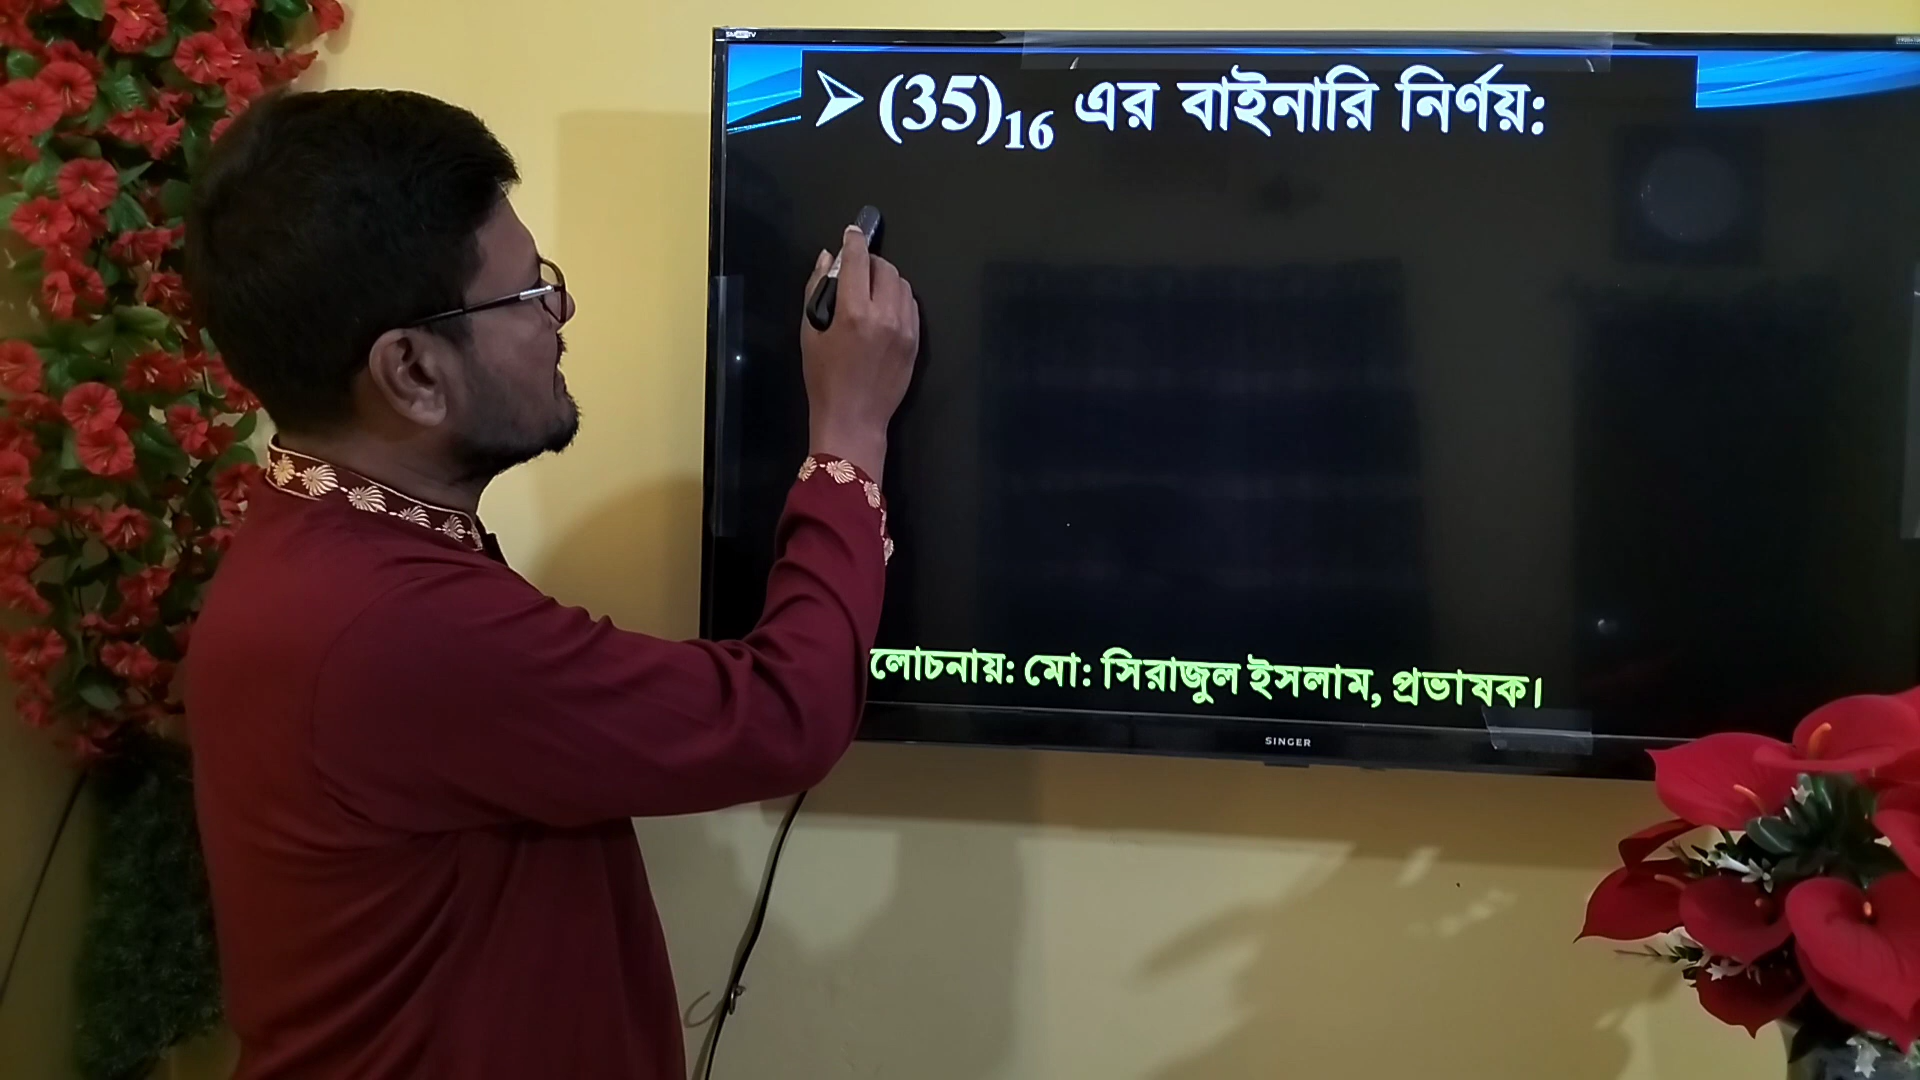 ➢ (35)₁₆ এর বাইনারি নির্ণয়:
লোচনায়: মো: সিরাজুল ইসলাম, প্রভাষক।
SINGER